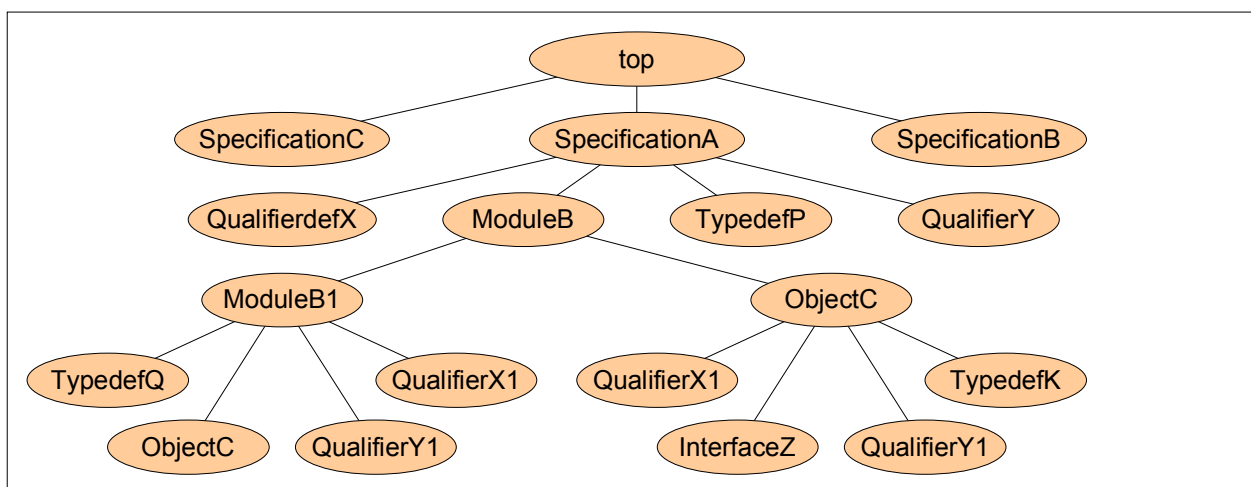 top
SpecificationC
SpecificationA
SpecificationB
QualifierdefX
ModuleB
TypedefP
QualifierY
ModuleB1
ObjectC
TypedefQ
QualifierX1
QualifierX1
TypedefK
ObjectC
QualifierY1
InterfaceZ
QualifierY1